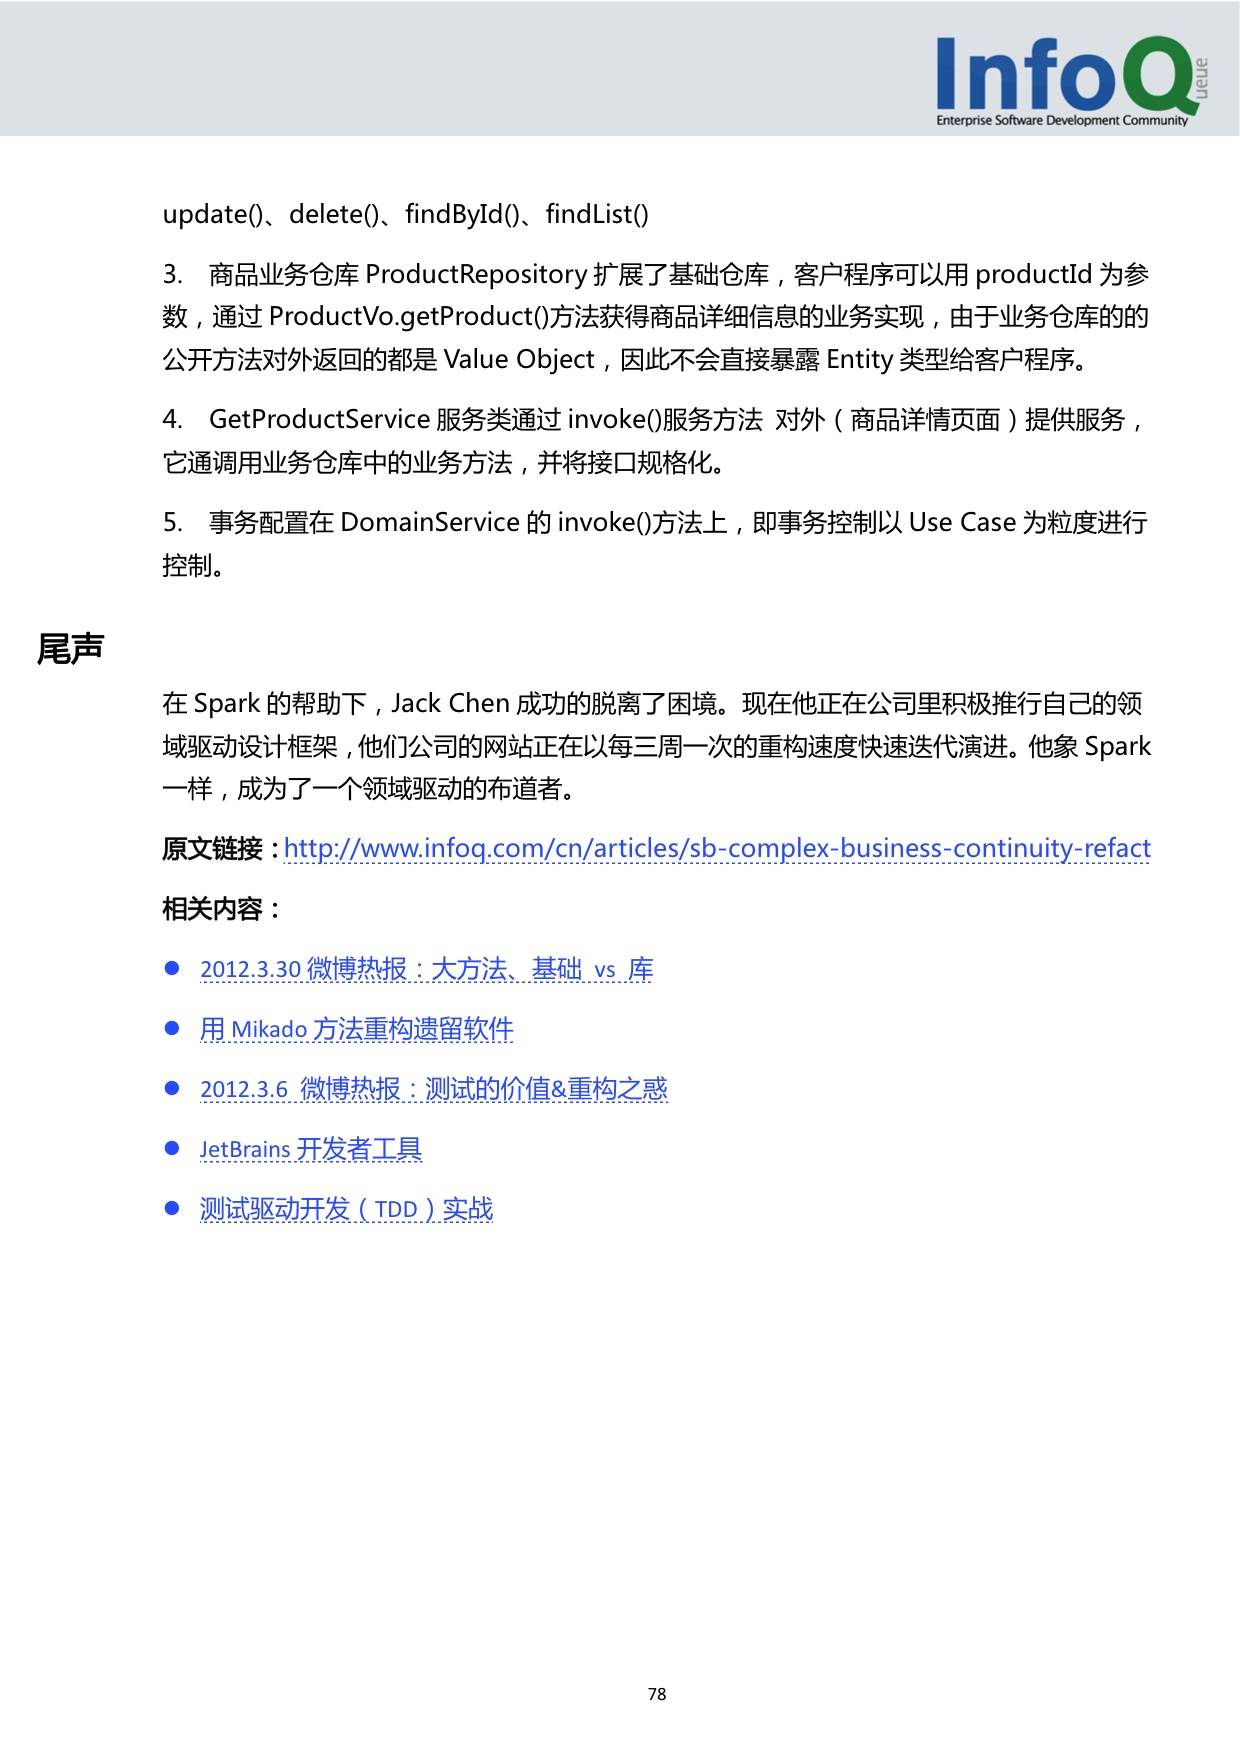 InfoQueue
Enterprise Software Development Community
update()、delete()、findById()、findList()
3. 商品业务仓库 ProductRepository 扩展了基础仓库，客户程序可以用 productId 为参
数，通过 ProductVo.getProduct()方法获得商品详细信息的业务实现，由于业务仓库的的
公开方法对外返回的都是 Value Object，因此不会直接暴露 Entity 类型给客户程序。
4. GetProductService 服务类通过 invoke()服务方法 对外（商品详情页面）提供服务，
它通调用业务仓库中的业务方法，并将接口规格化。
5. 事务配置在 DomainService 的 invoke()方法上，即事务控制以 Use Case 为粒度进行
控制。
尾声
在 Spark 的帮助下，Jack Chen 成功的脱离了困境。现在他正在公司里积极推行自己的领
域驱动设计框架，他们公司的网站正在以每三周一次的重构速度快速迭代演进。他象 Spark
一样，成为了一个领域驱动的布道者。
原文链接：http://www.infoq.com/cn/articles/sb-complex-business-continuity-refact
相关内容：
● 2012.3.30 微博热报：大方法、基础 vs 库
● 用 Mikado 方法重构遗留软件
● 2012.3.6 微博热报：测试的价值&重构之惑
● JetBrains 开发者工具
● 测试驱动开发（TDD）实战
78